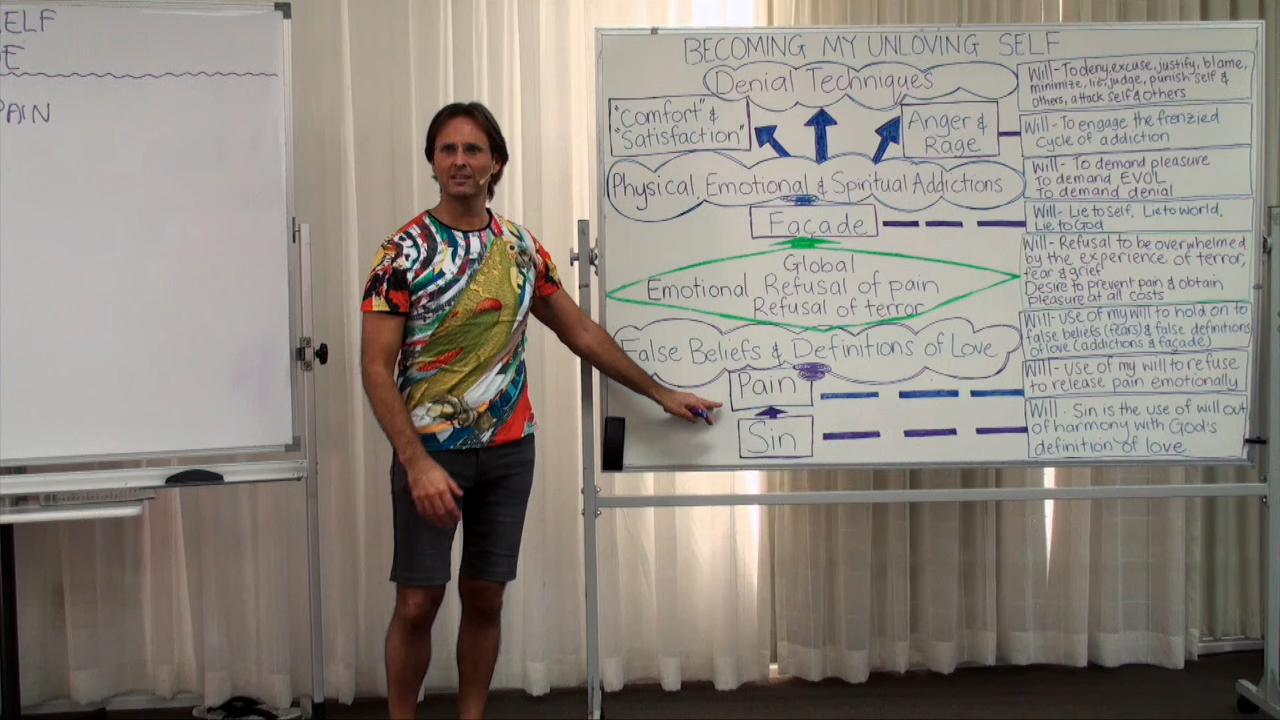 ELF
E
PAIN
BECOMING MY UNLOVING SELF
Denial Techniques
"Comfort" &
"Satisfaction"
Anger &
Rage
Physical, Emotional & Spiritual Addictions
Façade
Global
Emotional Refusal of pain
Refusal of terror
False Beliefs & Definitions of Love
Pain
Sin
Will - To deny, excuse, justify, blame,
minimize, lie, judge, punish self &
others, attack self & others
Will - To engage the frenzied
cycle of addiction
Will - To demand pleasure
To demand EVOL
To demand denial
Will - Lie to self, Lie to world,
Lie to God
Will - Refusal to be overwhelmed
by the experience of terror,
fear & grief
Desire to prevent pain & obtain
pleasure at all costs
Will - use of my will to hold on to
false beliefs (fears) & false definitions
of love (addictions & façade)
Will - use of my will to refuse
to release pain emotionally
Will - Sin is the use of will out
of harmony with God's
definition of love